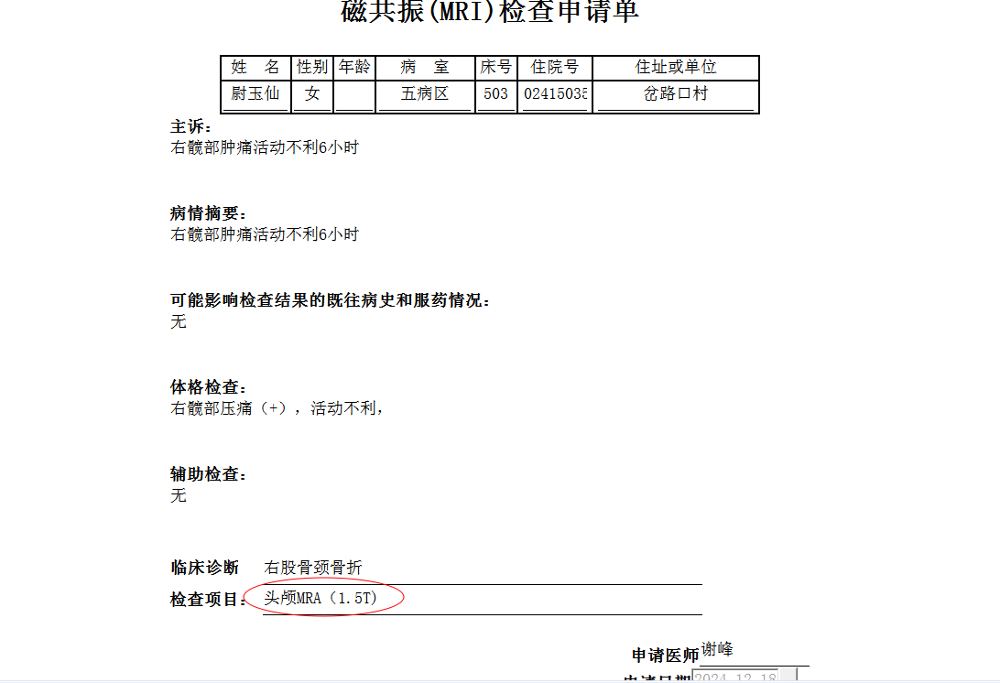 磁共振(MRI)检查申请单
姓 名 性别 年龄 病 室 床号 住院号 住址或单位
尉玉仙 女 五病区 503 02415035 岔路口村
主诉：
右髋部肿痛活动不利6小时
病情摘要：
右髋部肿痛活动不利6小时
可能影响检查结果的既往病史和服药情况：
无
体格检查：
右髋部压痛（+），活动不利，
辅助检查：
无
临床诊断 右股骨颈骨折
检查项目： 头颅MRA（1.5T）
申请医师 谢峰
申请日期 2024-12-18